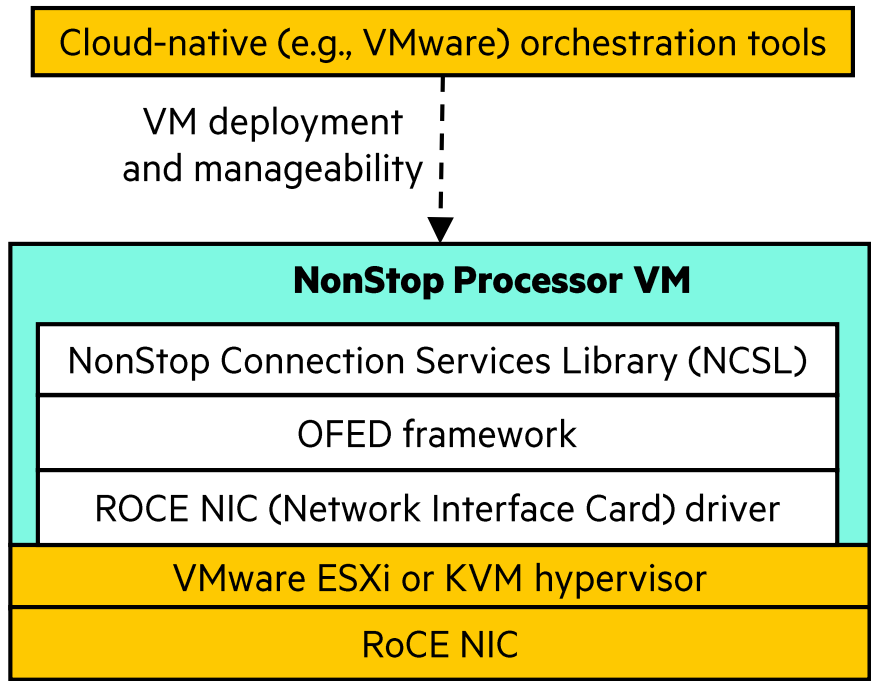 Cloud-native (e.g., VMware) orchestration tools
VM deployment
and manageability
NonStop Processor VM
NonStop Connection Services Library (NCSL)
OFED framework
ROCE NIC (Network Interface Card) driver
VMware ESXi or KVM hypervisor
RoCE NIC